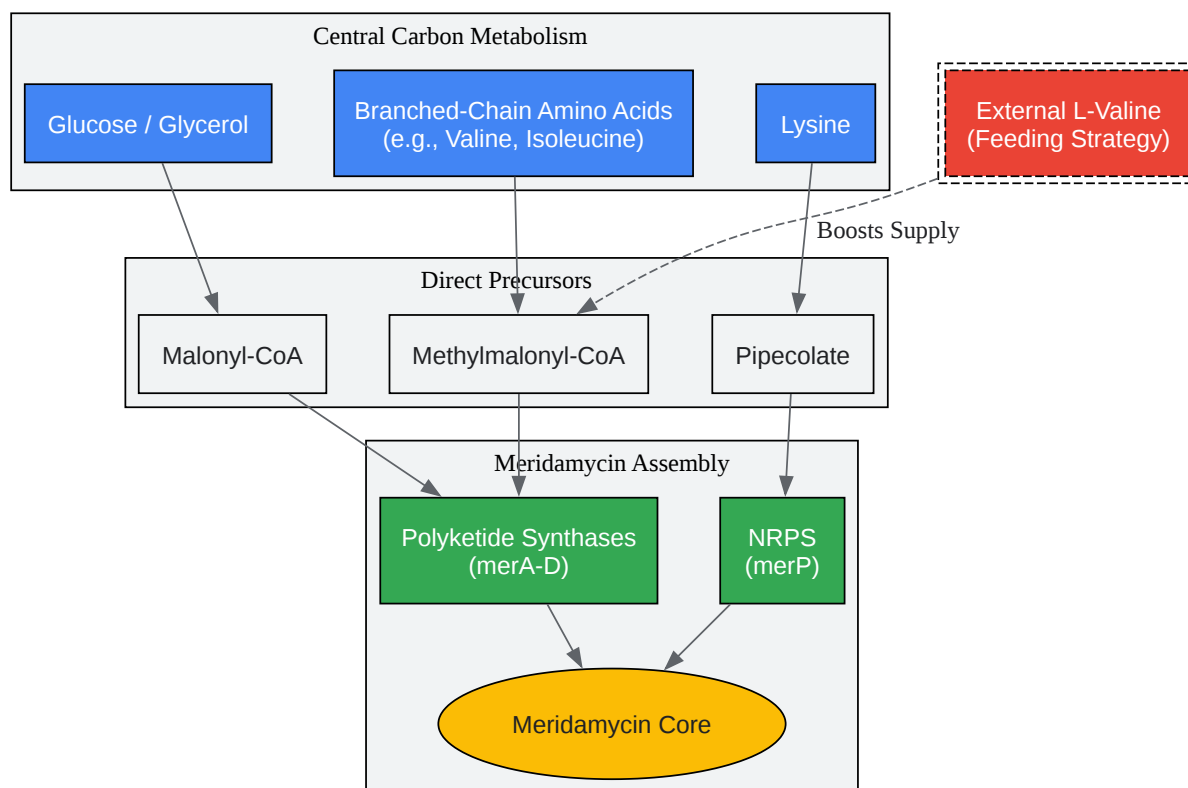 Central Carbon Metabolism
Glucose / Glycerol
Branched-Chain Amino Acids
(e.g., Valine, Isoleucine)
Lysine
External L-Valine
(Feeding Strategy)
Boosts Supply
Direct Precursors
Malonyl-CoA
Methylmalonyl-CoA
Pipecolate
Meridamycin Assembly
Polyketide Synthases
(merA-D)
NRPS
(merP)
Meridamycin Core